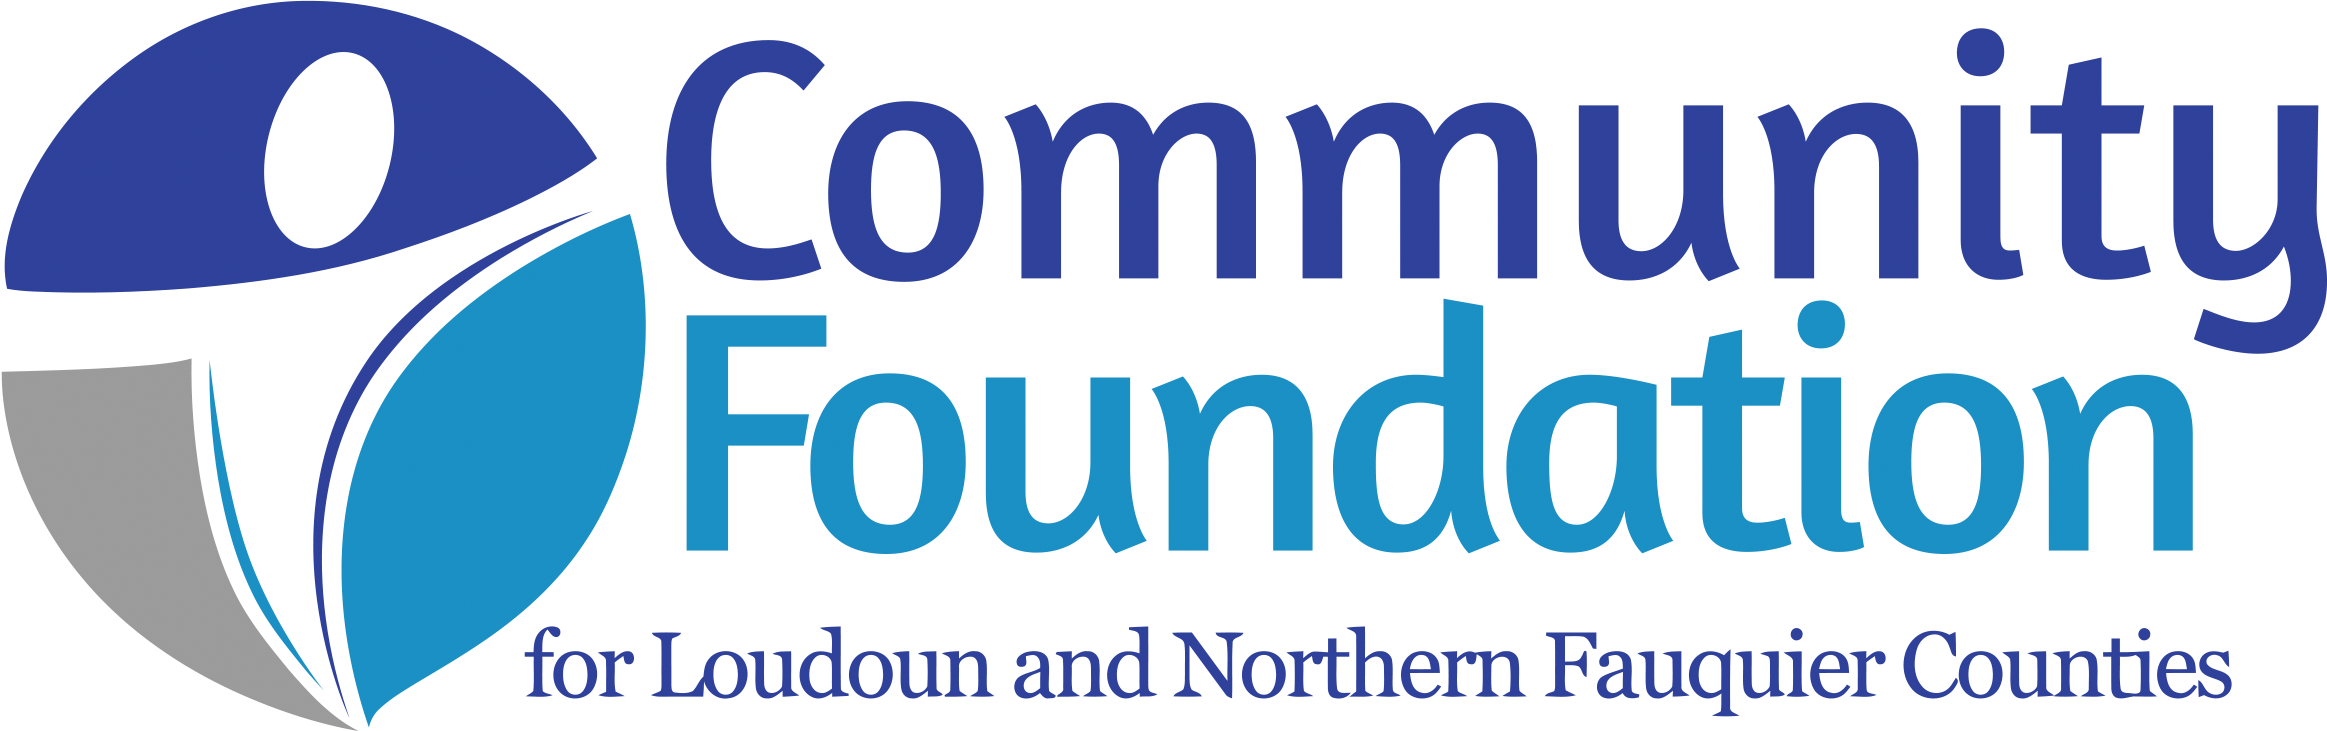 Community
Foundation
for Loudoun and Northern Fauquier Counties